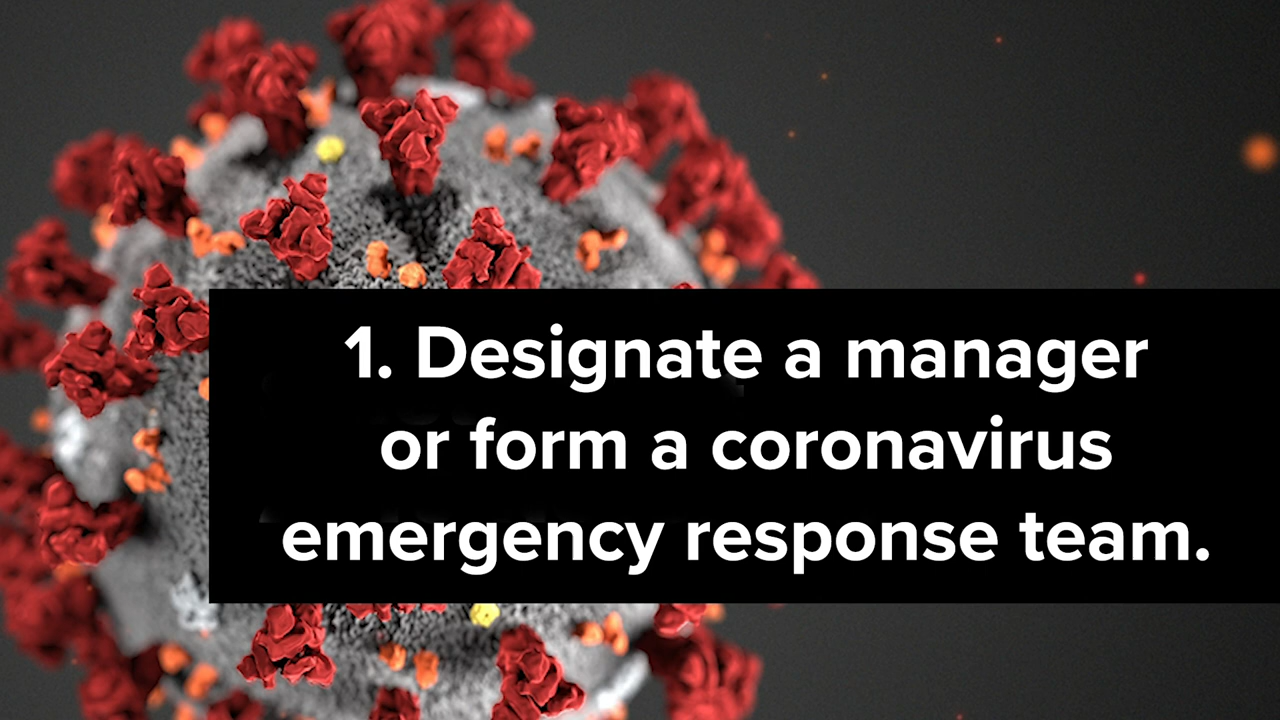 1. Designate a manager
or form a coronavirus
emergency response team.